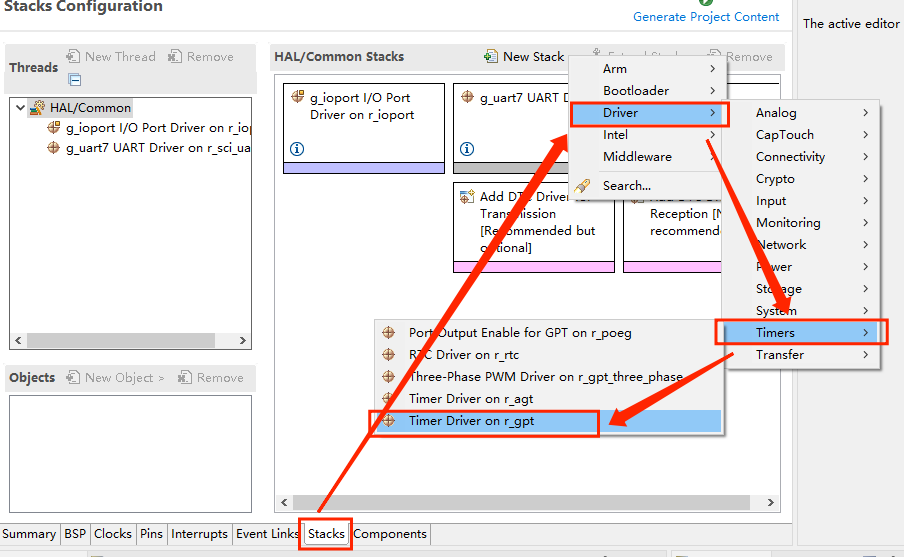 Stacks Configuration
Generate Project Content
The active editor
Threads
New Thread
Remove
HAL/Common
g_ioport I/O Port Driver on r_iop
g_uart7 UART Driver on r_sci_ua
HAL/Common Stacks
New Stack
Remove
g_ioport I/O Port
Driver on r_ioport
g_uart7 UART
Add DTC Driver for
Transmission
[Recommended but
optional]
Reception [N
recommende
Arm
Bootloader
Driver
Intel
Middleware
Search...
Analog
CapTouch
Connectivity
Crypto
Input
Monitoring
Network
Power
Storage
System
Timers
Transfer
Port Output Enable for GPT on r_poeg
RTC Driver on r_rtc
Three-Phase PWM Driver on r_gpt_three_phase
Timer Driver on r_agt
Timer Driver on r_gpt
Objects
New Object >
Remove
Summary BSP Clocks Pins Interrupts Event Links Stacks Components